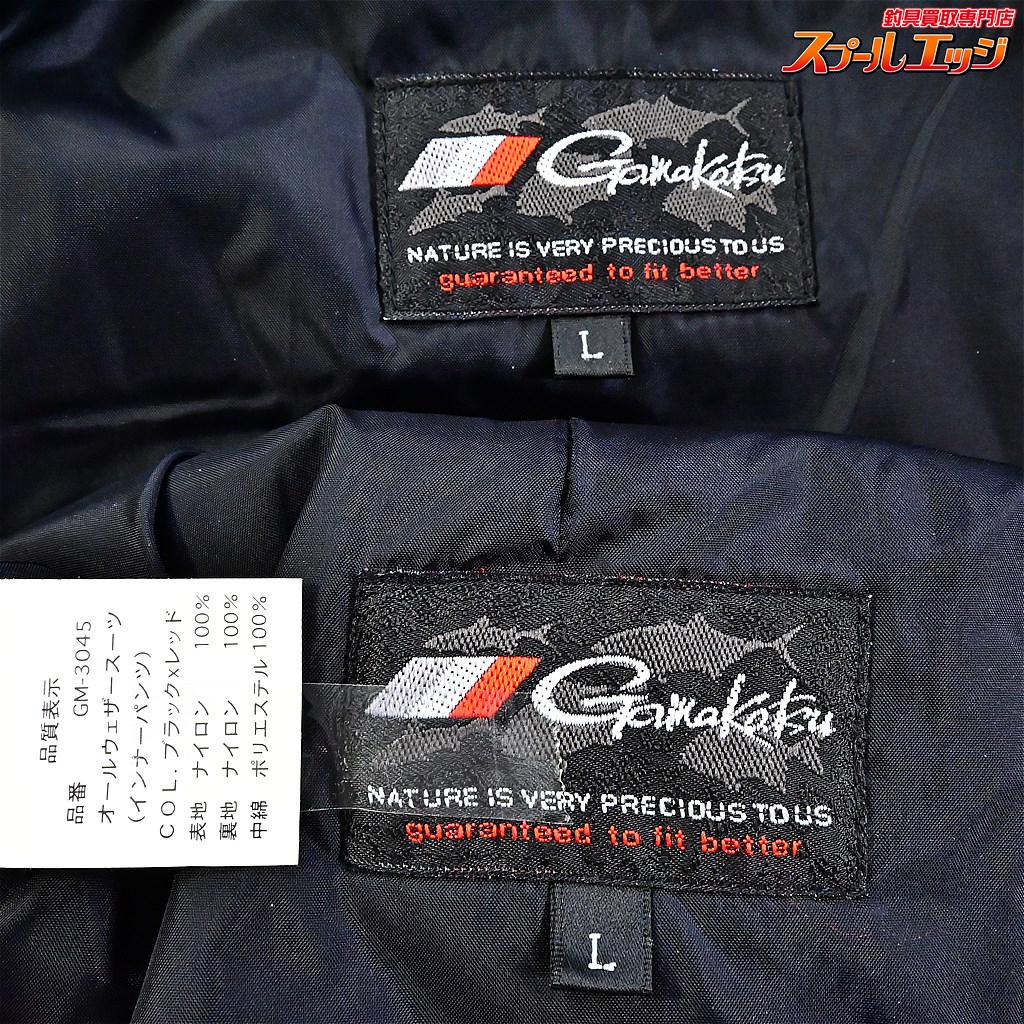 釣具買取専門店
スプールエッジ
Gamakatsu
NATURE IS VERY PRECIOUS TO US
guaranteed to fit better
L
品質表示
品番 GM-3045
オールウェザースーツ
(インナーパンツ)
COL.ブラック×レッド
表地 ナイロン 100%
裏地 ナイロン 100%
中綿 ポリエステル 100%
Gamakatsu
NATURE IS VERY PRECIOUS TO US
guaranteed to fit better
L